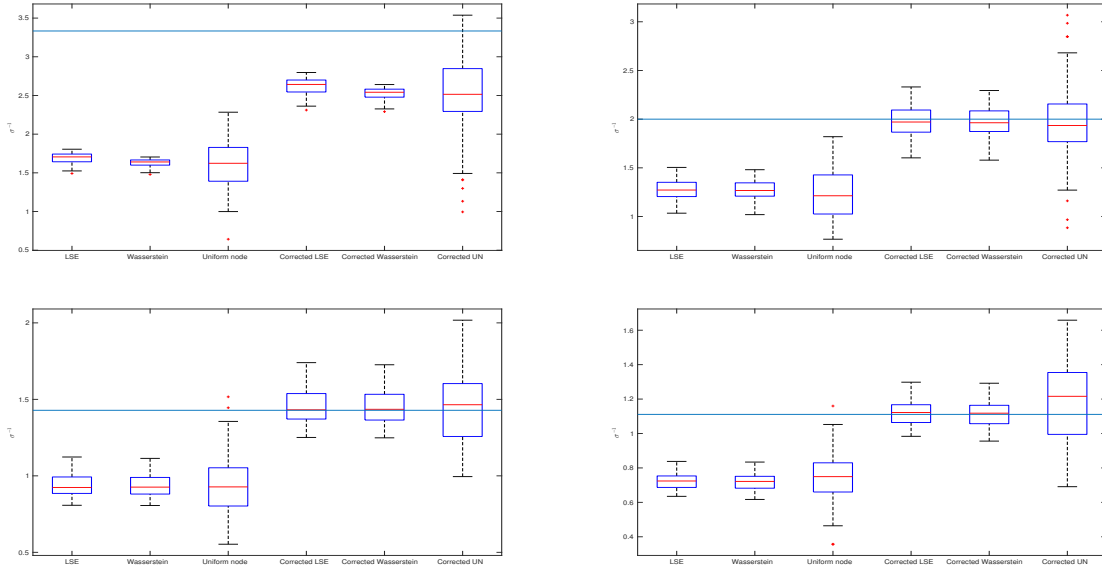 3.5
3
2.5
2
1.5
1
0.5
σ⁻¹
LSE Wasserstein Uniform node Corrected LSE Corrected Wasserstein Corrected UN
3
2.5
2
1.5
1
σ⁻¹
LSE Wasserstein Uniform node Corrected LSE Corrected Wasserstein Corrected UN
2
1.5
1
0.5
σ⁻¹
LSE Wasserstein Uniform node Corrected LSE Corrected Wasserstein Corrected UN
1.6
1.4
1.2
1
0.8
0.6
0.4
σ⁻¹
LSE Wasserstein Uniform node Corrected LSE Corrected Wasserstein Corrected UN